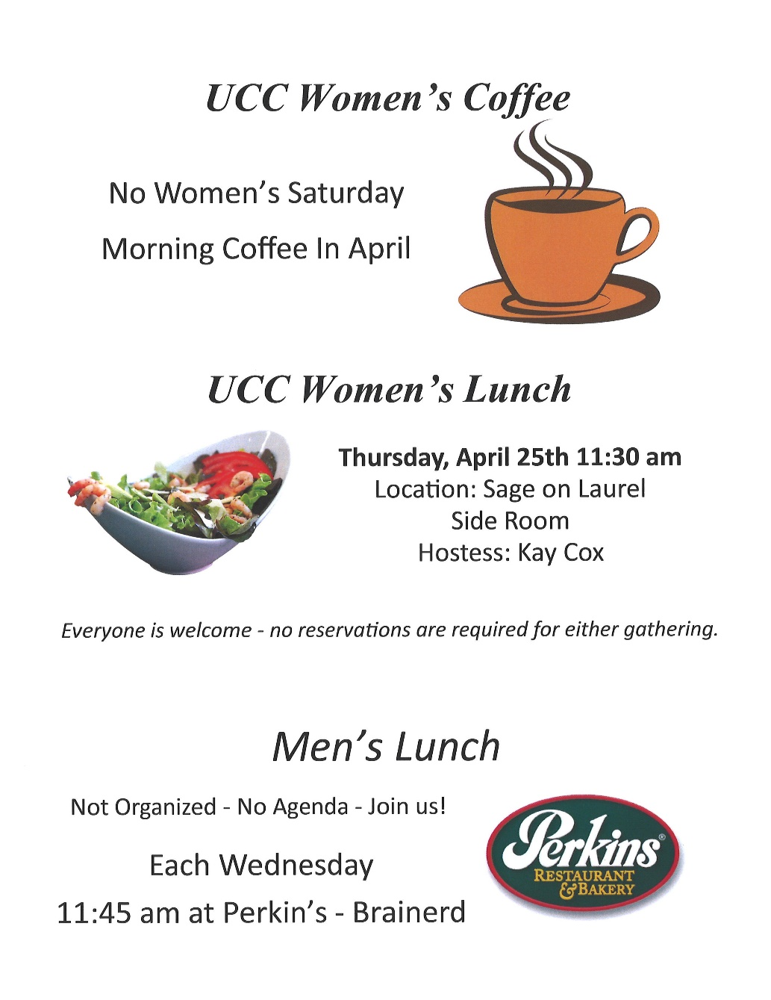 UCC Women's Coffee
No Women's Saturday
Morning Coffee In April
UCC Women's Lunch
Thursday, April 25th 11:30 am
Location: Sage on Laurel
Side Room
Hostess: Kay Cox
Everyone is welcome - no reservations are required for either gathering.
Men's Lunch
Not Organized - No Agenda - Join us!
Each Wednesday
11:45 am at Perkin's - Brainerd
Perkins®
RESTAURANT
& BAKERY